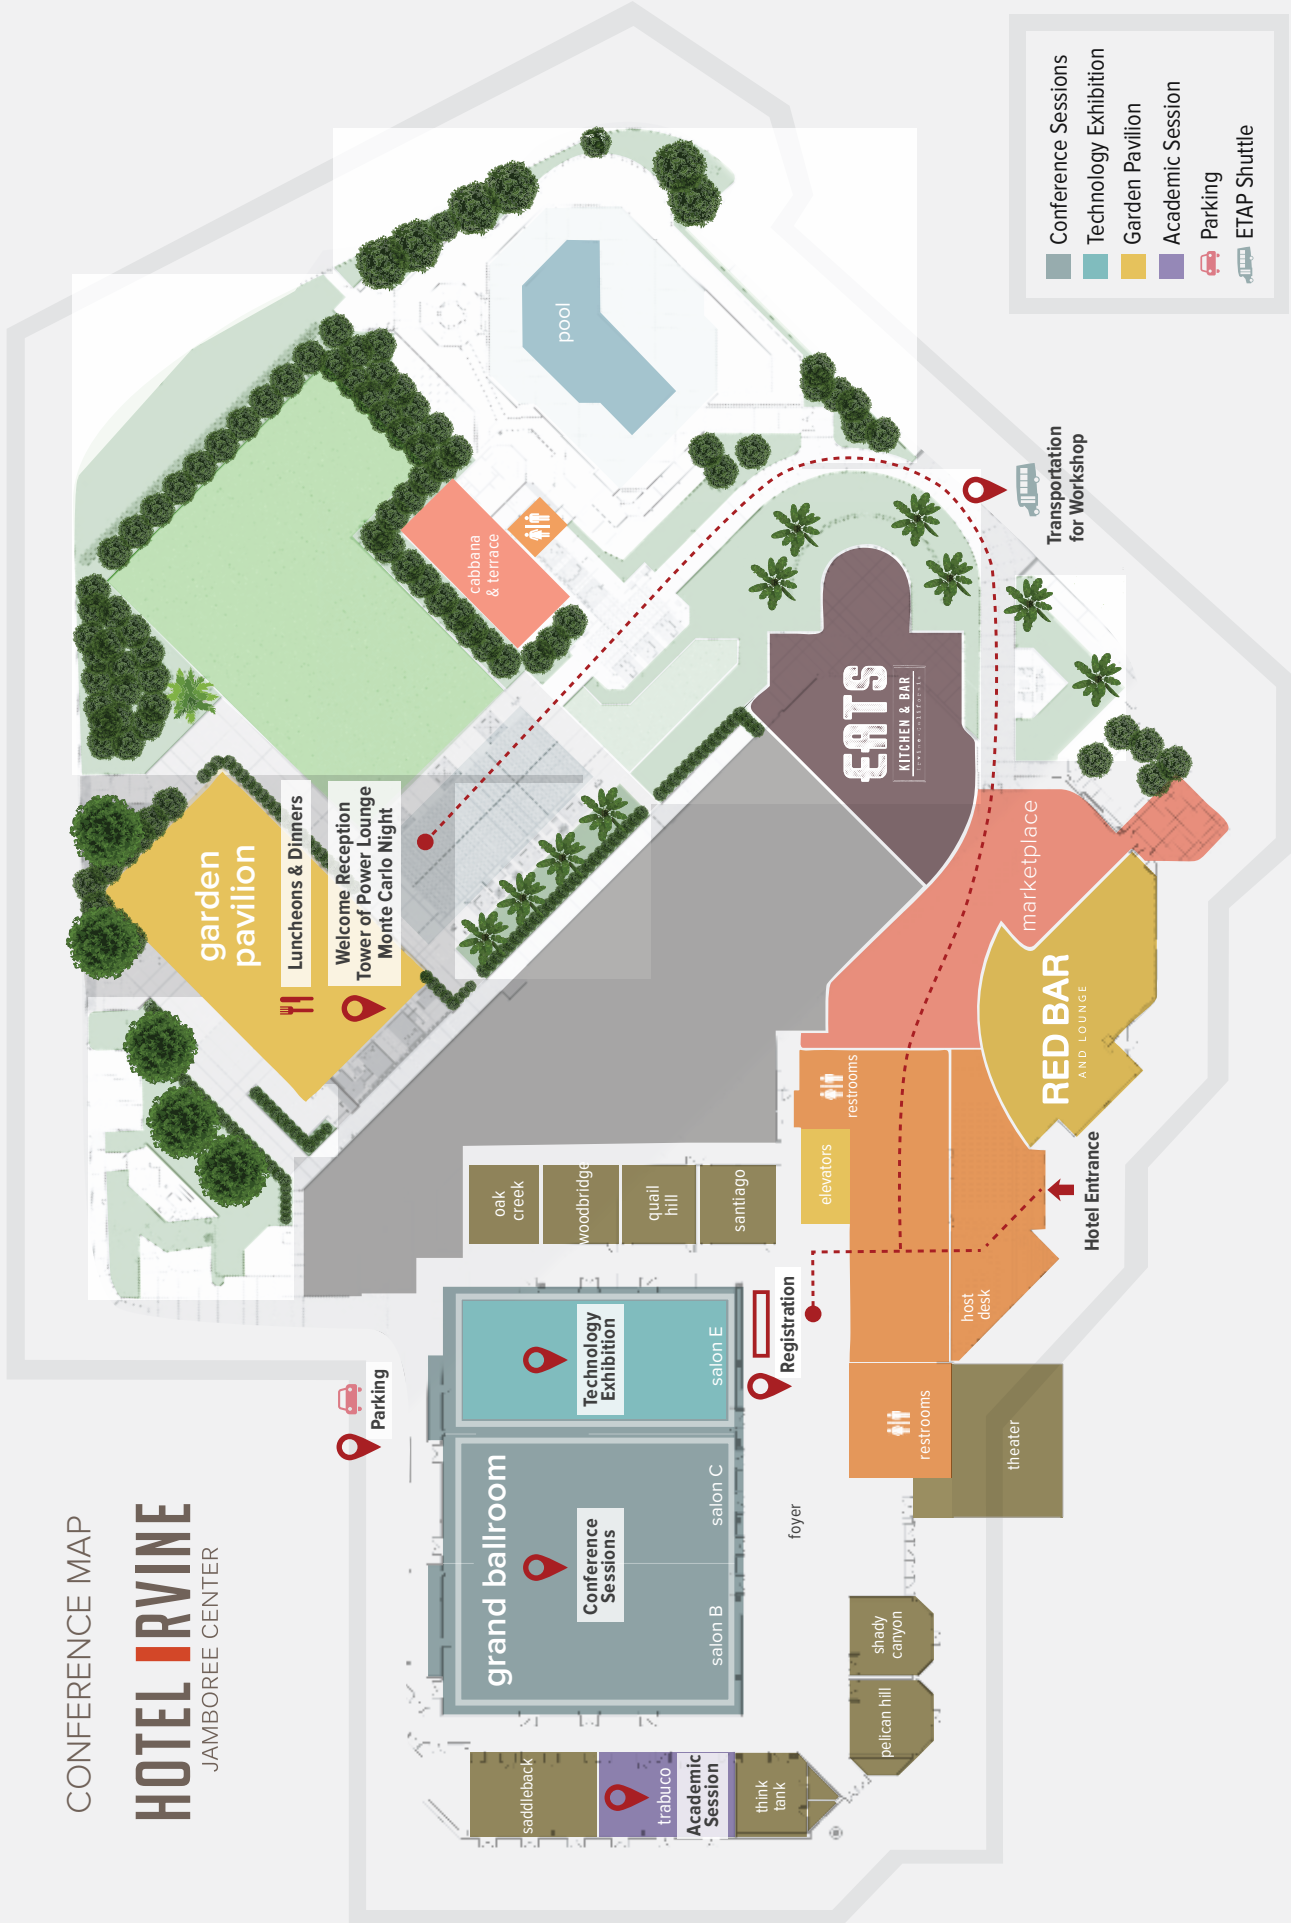 CONFERENCE MAP
HOTEL IRVINE
JAMBOREE CENTER
Parking
garden
pavilion
Luncheons & Dinners
Welcome Reception
Tower of Power Lounge
Monte Carlo Night
cabbana
& terrace
pool
Conference Sessions
Technology Exhibition
Garden Pavilion
Academic Session
Parking
ETAP Shuttle
Transportation
for Workshop
EATS
KITCHEN & BAR
marketplace
RED BAR
AND LOUNGE
restrooms
elevators
Hotel Entrance
host
desk
oak
creek
woodbridge
quail
hill
santiago
Registration
Technology
Exhibition
salon E
grand ballroom
Conference
Sessions
salon C
salon B
foyer
restrooms
theater
shady
canyon
pelican hill
saddleback
trabuco
Academic
Session
think
tank